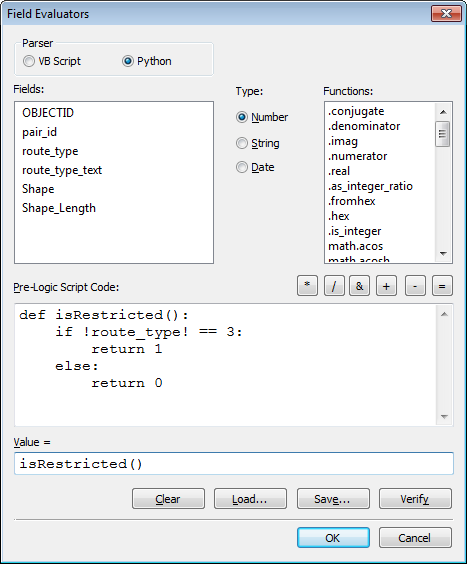 Field Evaluators
Parser
VB Script Python
Fields: Type: Functions:
OBJECTID
pair_id
route_type
route_type_text
Shape
Shape_Length
Number
String
Date
.conjugate
.denominator
.imag
.numerator
.real
.as_integer_ratio
.fromhex
.hex
.is_integer
math.acos
math.acosh
Pre-Logic Script Code: * / & + - =
def isRestricted():
    if !route_type! == 3:
        return 1
    else:
        return 0
Value =
isRestricted()
Clear Load... Save... Verify
OK Cancel